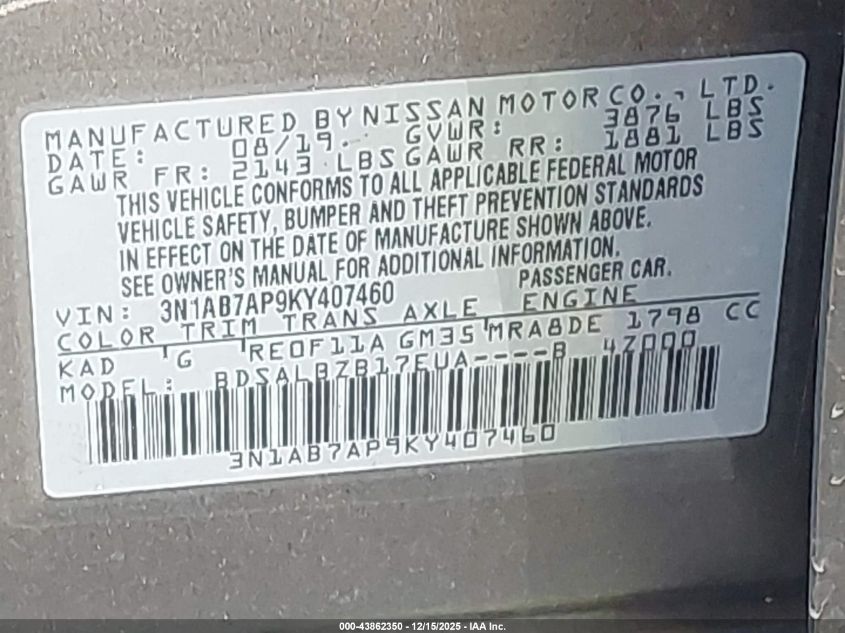 MANUFACTURED BY NISSAN MOTOR CO., LTD.
DATE: 08/19. GVWR: 3876 LBS
GAWR FR: 2143 LBS GAWR RR: 1881 LBS
THIS VEHICLE CONFORMS TO ALL APPLICABLE FEDERAL MOTOR
VEHICLE SAFETY, BUMPER AND THEFT PREVENTION STANDARDS
IN EFFECT ON THE DATE OF MANUFACTURE SHOWN ABOVE.
SEE OWNER'S MANUAL FOR ADDITIONAL INFORMATION.
VIN: 3N1AB7AP9KY407460 PASSENGER CAR.
COLOR TRIM TRANS AXLE ENGINE
KAD G RE0F11A GM35 MRA8DE 1798 CC
MODEL: BDSALBZB17EUA----B 4Z000
3N1AB7AP9KY407460
000-43862350 - 12/15/2025 - IAA Inc.